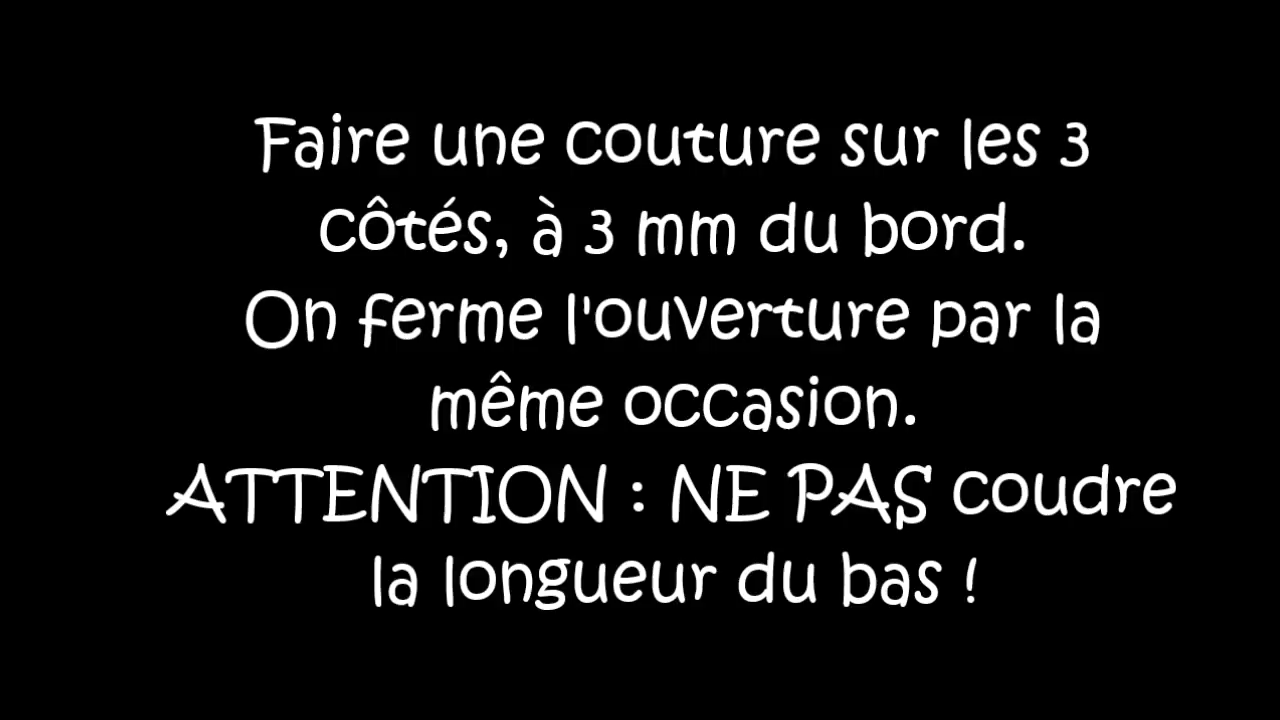 Faire une couture sur les 3
côtés, à 3 mm du bord.
On ferme l'ouverture par la
même occasion.
ATTENTION : NE PAS coudre
la longueur du bas !